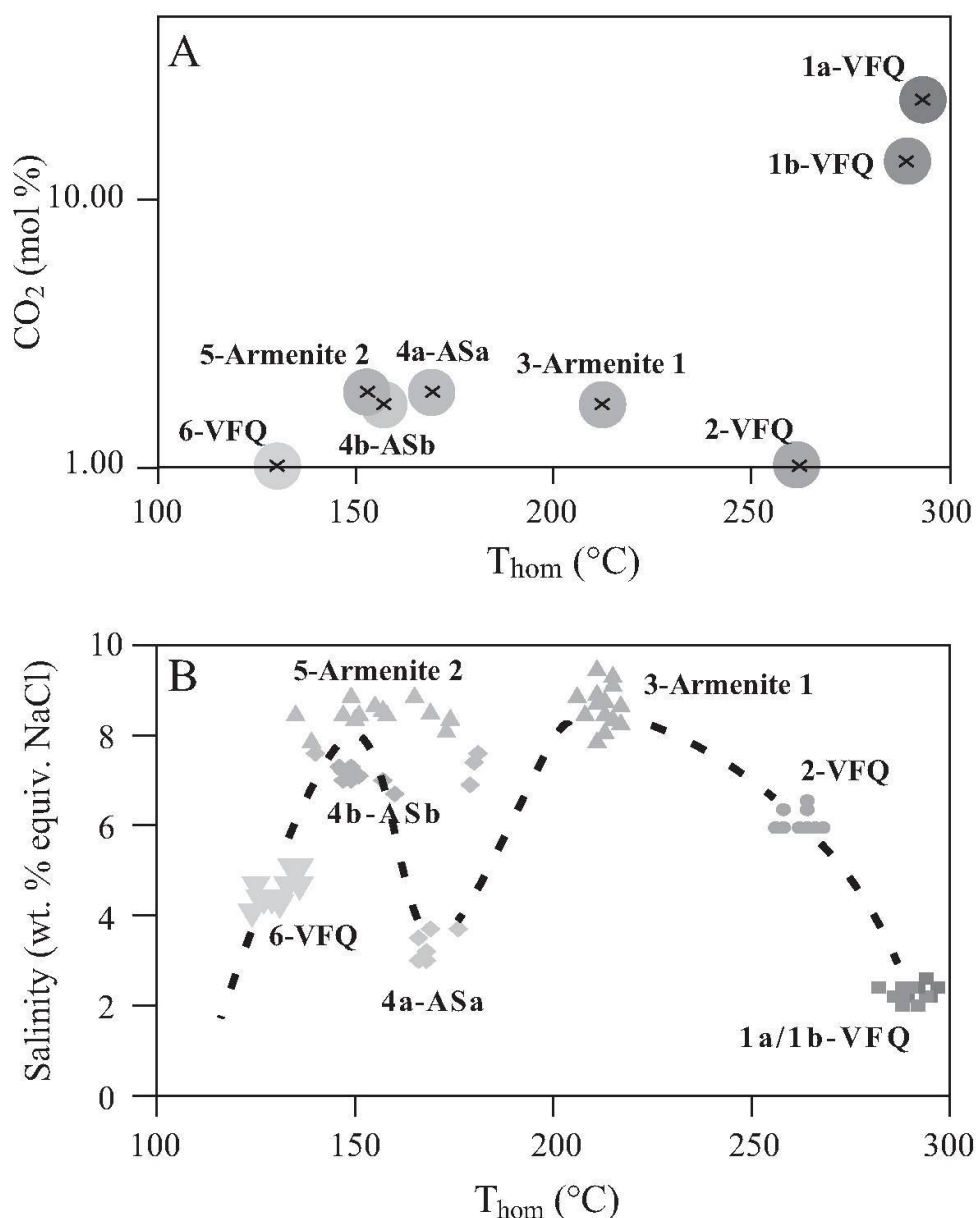 A
1a-VFQ
1b-VFQ
10.00
CO₂ (mol %)
5-Armenite 2
4a-ASa
3-Armenite 1
6-VFQ
4b-ASb
2-VFQ
1.00
100 150 200 250 300
T_hom (°C)
10
B
5-Armenite 2
3-Armenite 1
8
2-VFQ
6
4b-ASb
Salinity (wt. % equiv. NaCl)
4
6-VFQ
4a-ASa
2
1a/1b-VFQ
0
100 150 200 250 300
T_hom (°C)